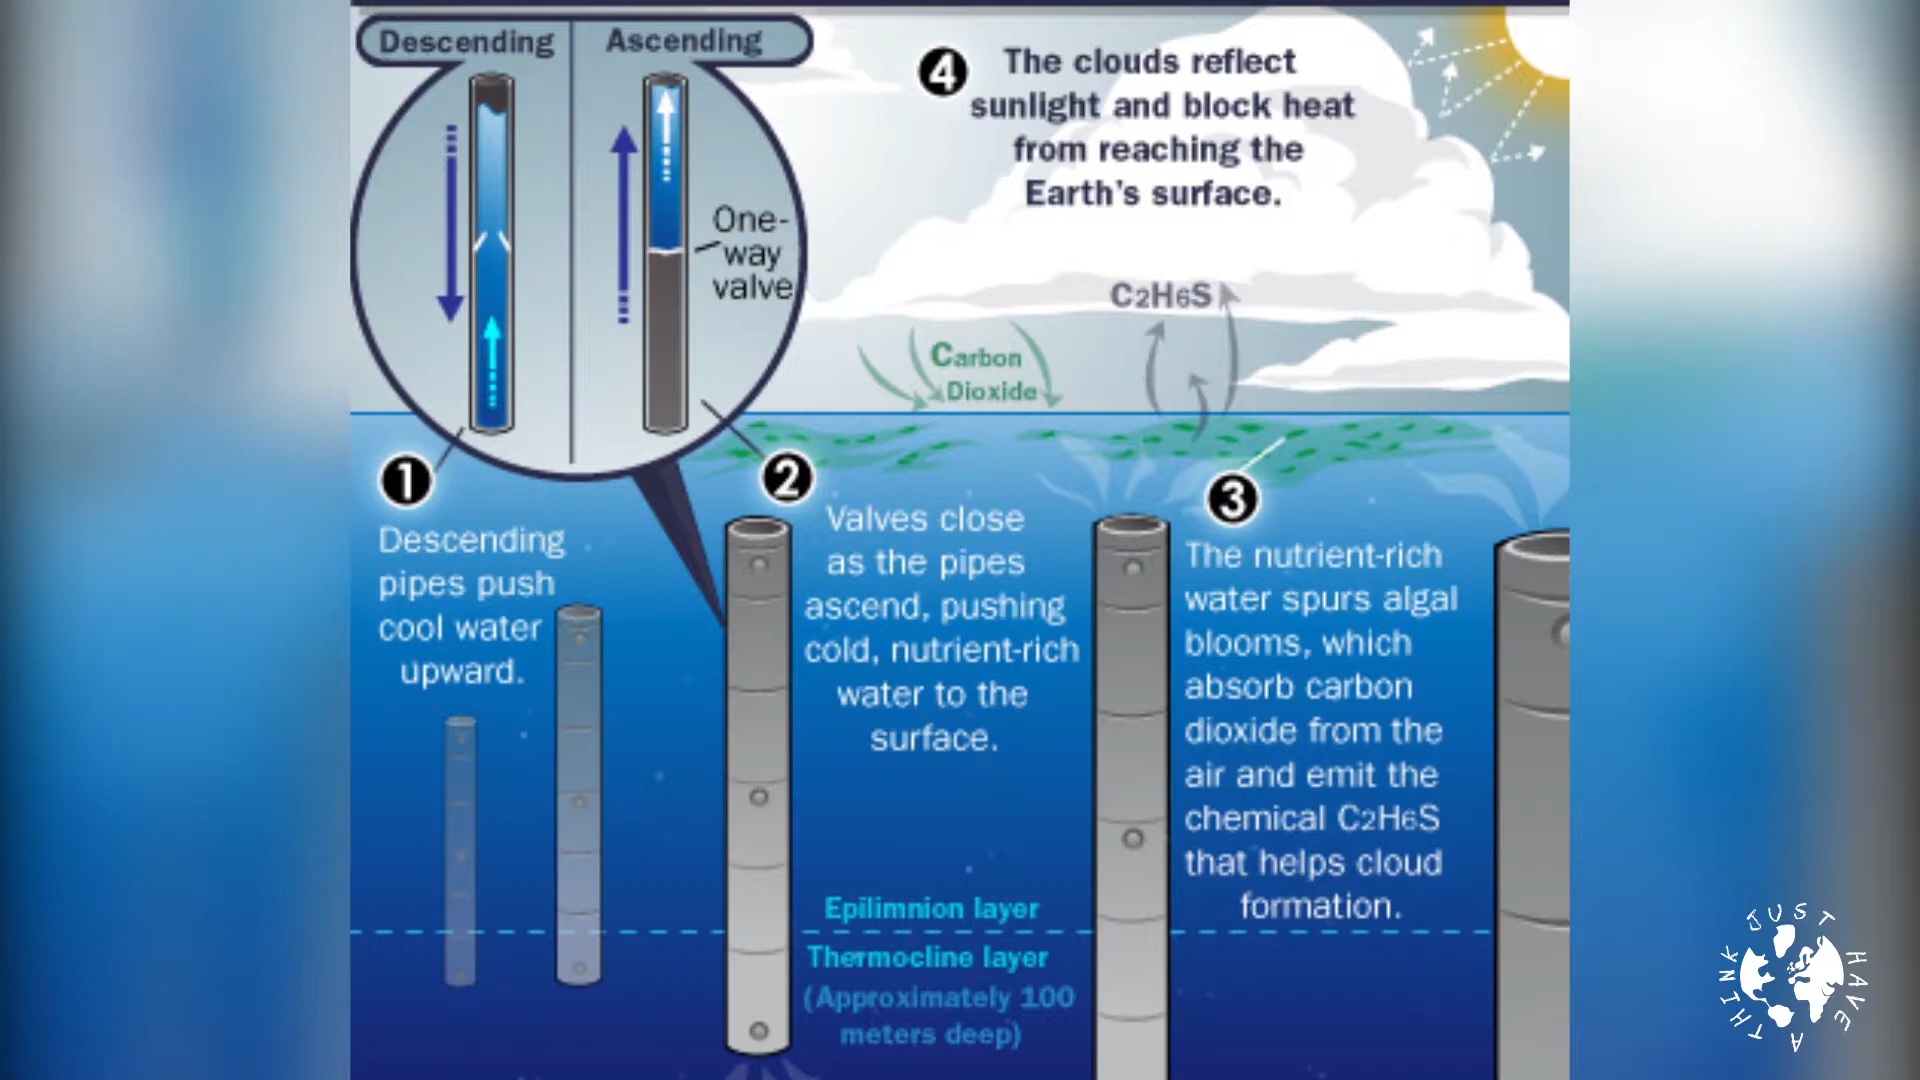 Descending
Ascending
One-
way
valve
1
Descending
pipes push
cool water
upward.
2
Valves close
as the pipes
ascend, pushing
cold, nutrient-rich
water to the
surface.
3
The nutrient-rich
water spurs algal
blooms, which
absorb carbon
dioxide from the
air and emit the
chemical C2H6S
that helps cloud
formation.
4
The clouds reflect
sunlight and block heat
from reaching the
Earth's surface.
Carbon
Dioxide
C2H6S
Epilimnion layer
Thermocline layer
(Approximately 100
meters deep)
JUST HAVE A THINK